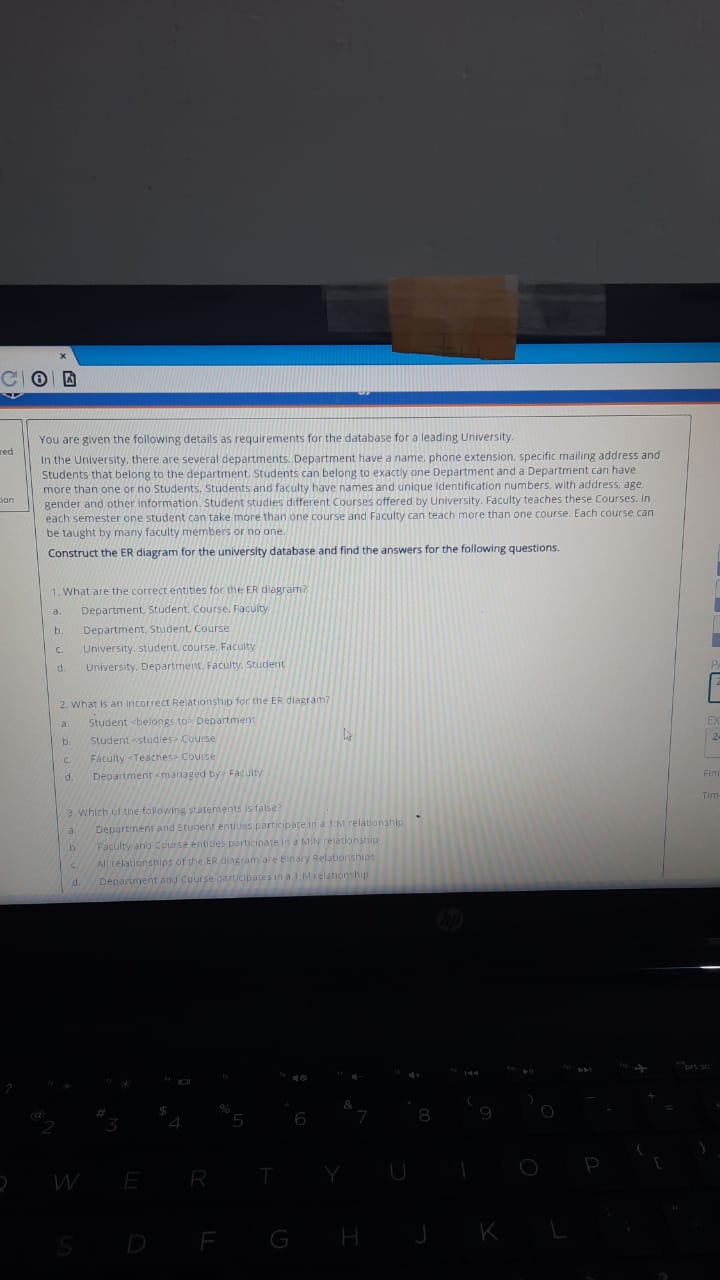 You are given the following details as requirements for the database for a leading University.
In the University, there are several departments. Department have a name, phone extension, specific mailing address and
Students that belong to the department. Students can belong to exactly one Department and a Department can have
more than one or no Students. Students and faculty have names and unique Identification numbers, with address, age,
gender and other information. Student studies different Courses offered by University. Faculty teaches these Courses. In
each semester one student can take more than one course and Faculty can teach more than one course. Each course can
be taught by many faculty members or no one.
Construct the ER diagram for the university database and find the answers for the following questions.
1. What are the correct entities for the ER diagram?
a. Department, Student, Course, Faculty
b. Department, Student, Course
c. University, student, course, Faculty
d. University, Department, Faculty, Student
2. What is an incorrect Relationship for the ER diagram?
a. Student <belongs to> Department
b. Student <studies> Course
c. Faculty <Teaches> Course
d. Department <managed by> Faculty
3. Which of the following statements is false?
a. Department and Student entities participate in a 1:M relationship
b. Faculty and Course entities participate in a M:N relationship
c. All relationships of the ER diagram are Binary Relationships
d. Department and Course participates in a 1:M relationship
hp
@ 2 # 3 $ 4 % 5 6 & 7 8 ( 9 ) 0 - + =
W E R T Y U I O P { [
S D F G H J K L